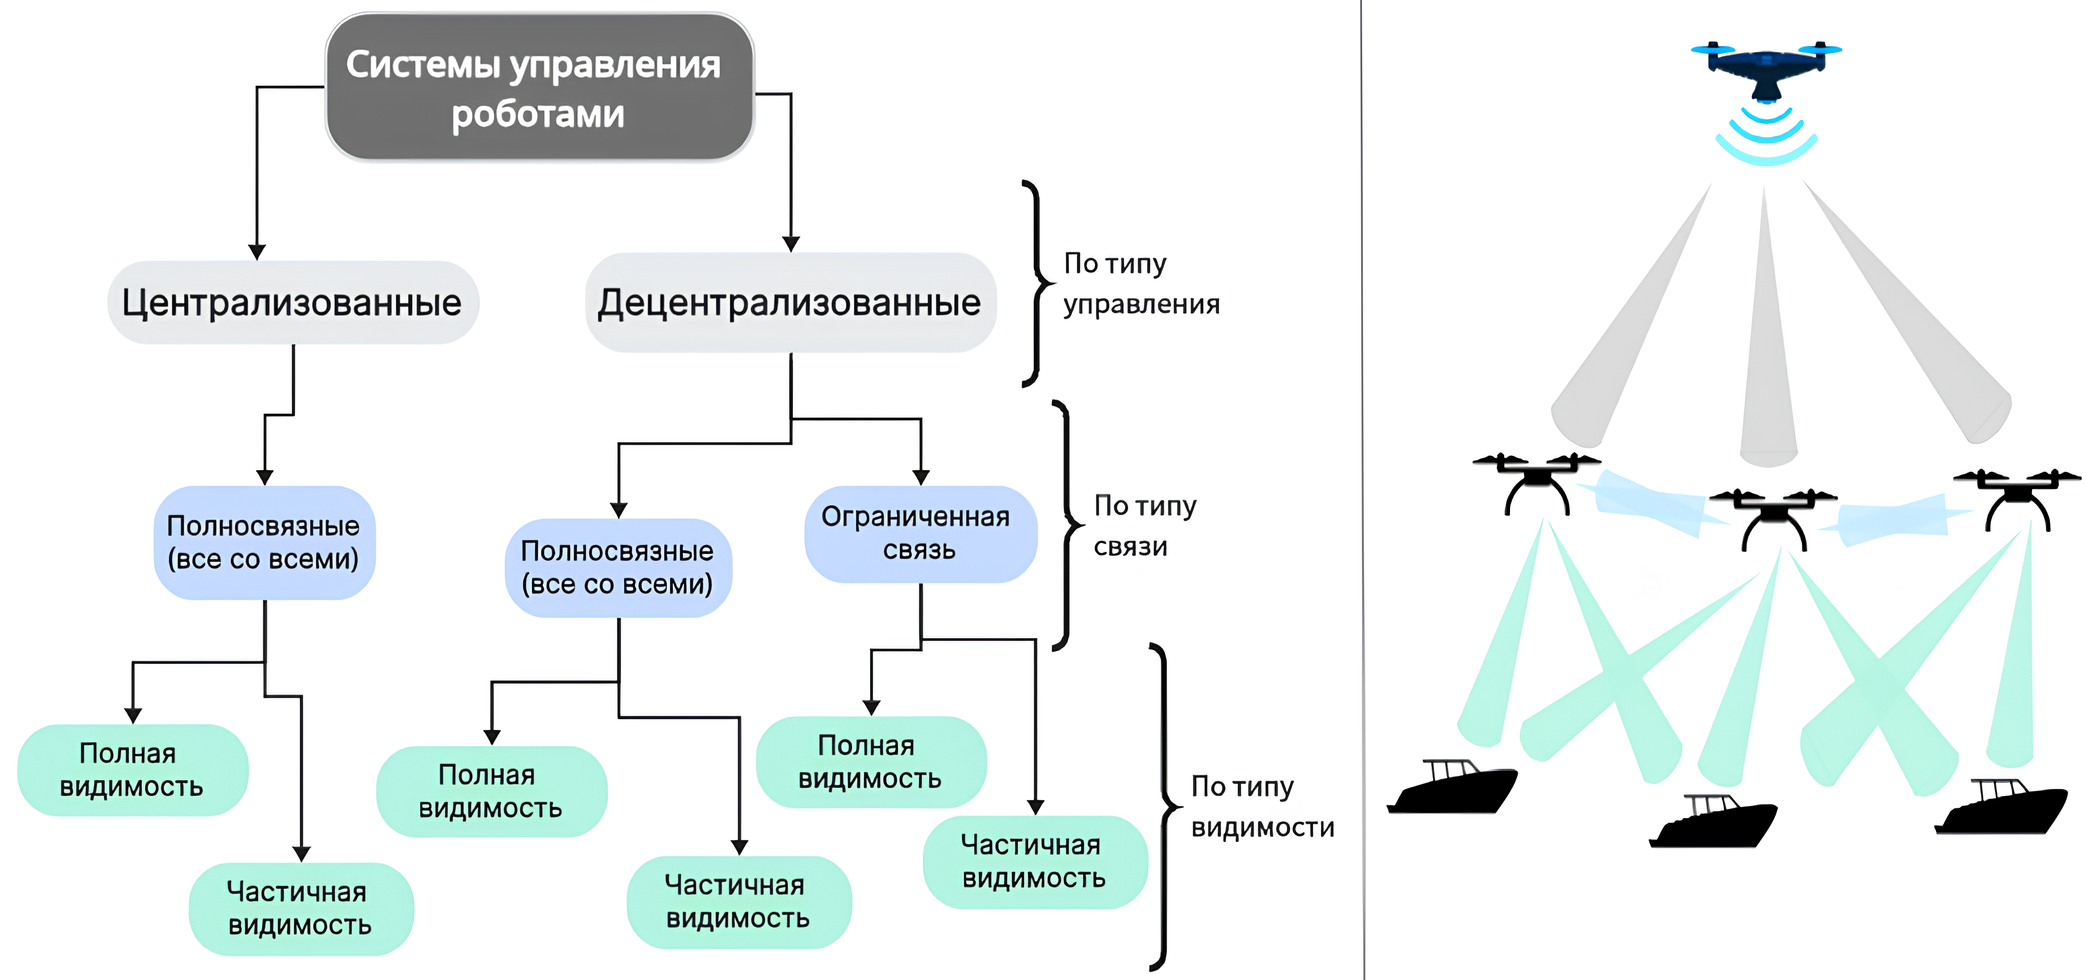 Системы управления
роботами
Централизованные
Децентрализованные
По типу
управления
Полносвязные
(все со всеми)
Полносвязные
(все со всеми)
Ограниченная
связь
По типу
связи
Полная
видимость
Частичная
видимость
Полная
видимость
Частичная
видимость
Полная
видимость
Частичная
видимость
По типу
видимости